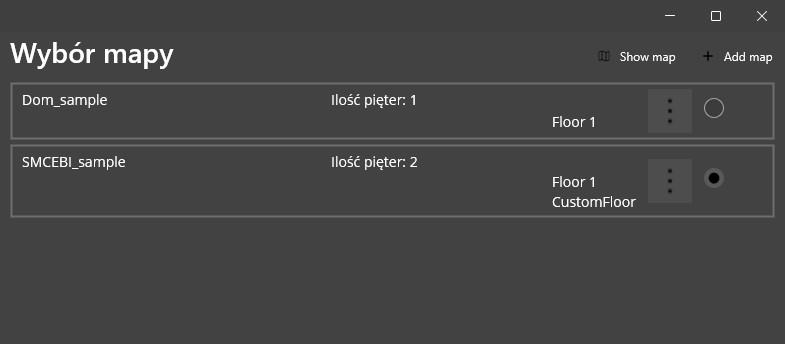 Wybór mapy
Show map
Add map
Dom_sample
Ilość pięter: 1
Floor 1
SMCEBI_sample
Ilość pięter: 2
Floor 1
CustomFloor